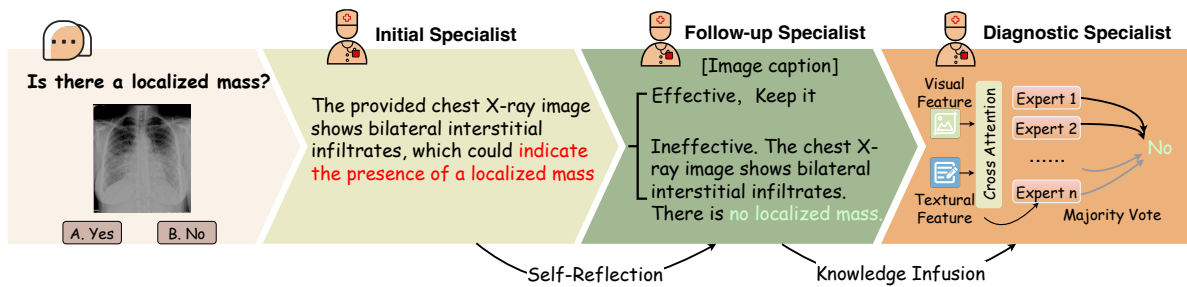 Initial Specialist
Follow-up Specialist
Diagnostic Specialist
Is there a localized mass?
A. Yes
B. No
The provided chest X-ray image
shows bilateral interstitial
infiltrates, which could indicate
the presence of a localized mass
[Image caption]
Effective, Keep it
Ineffective. The chest X-
ray image shows bilateral
interstitial infiltrates.
There is no localized mass.
Visual
Feature
Textural
Feature
Cross Attention
Expert 1
Expert 2
......
Expert n
No
Majority Vote
Self-Reflection
Knowledge Infusion